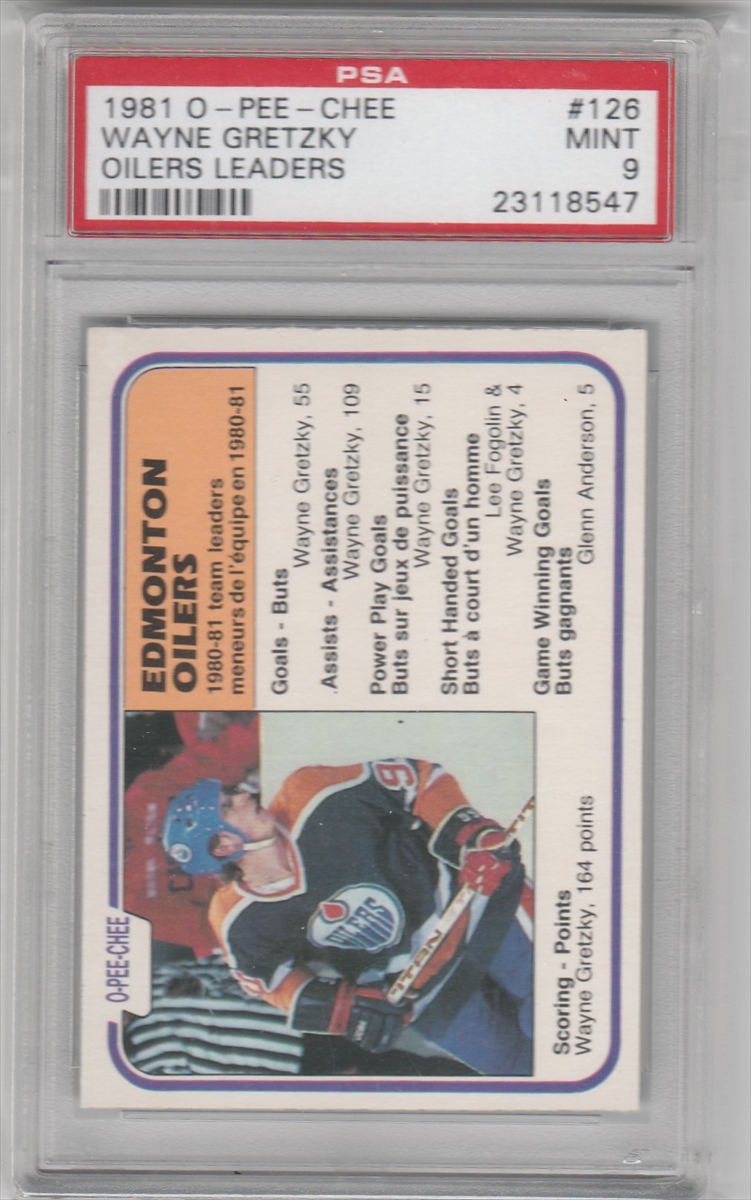 PSA
1981 O-PEE-CHEE #126
WAYNE GRETZKY MINT
OILERS LEADERS 9
23118547
O-PEE-CHEE
EDMONTON
OILERS
1980-81 team leaders
meneurs de l'équipe en 1980-81
Goals - Buts
Wayne Gretzky, 55
Assists - Assistances
Wayne Gretzky, 109
Power Play Goals
Buts sur jeux de puissance
Wayne Gretzky, 15
Short Handed Goals
Buts à court d'un homme
Lee Fogolin &
Wayne Gretzky, 4
Game Winning Goals
Buts gagnants
Glenn Anderson, 5
Scoring - Points
Wayne Gretzky, 164 points
OILERS
TITAN